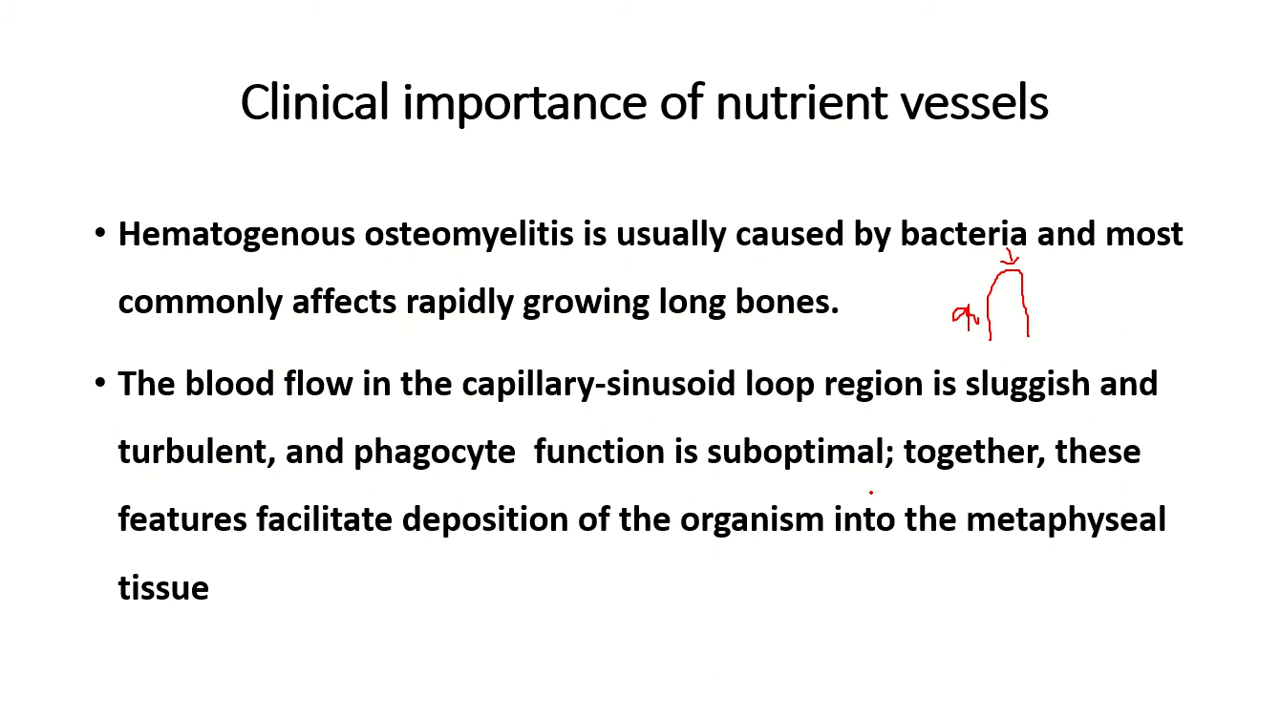 Clinical importance of nutrient vessels
• Hematogenous osteomyelitis is usually caused by bacteria and most
commonly affects rapidly growing long bones.
• The blood flow in the capillary-sinusoid loop region is sluggish and
turbulent, and phagocyte function is suboptimal; together, these
features facilitate deposition of the organism into the metaphyseal
tissue